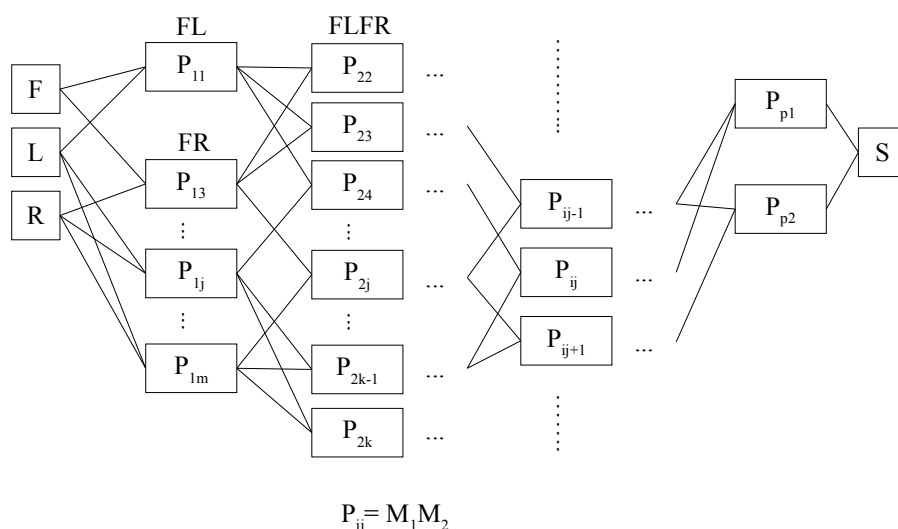 FL
FLFR
F
L
R
P₁₁
FR
P₁₃
⋮
P₁ⱼ
⋮
P₁ₘ
P₂₂ ...
P₂₃ ...
P₂₄ ...
⋮
P₂ⱼ ...
⋮
P₂ₖ₋₁ ...
P₂ₖ ...
Pᵢⱼ₋₁ ...
Pᵢⱼ ...
Pᵢⱼ₊₁ ...
Pₚ₁
Pₚ₂
S
Pᵢⱼ= M₁M₂